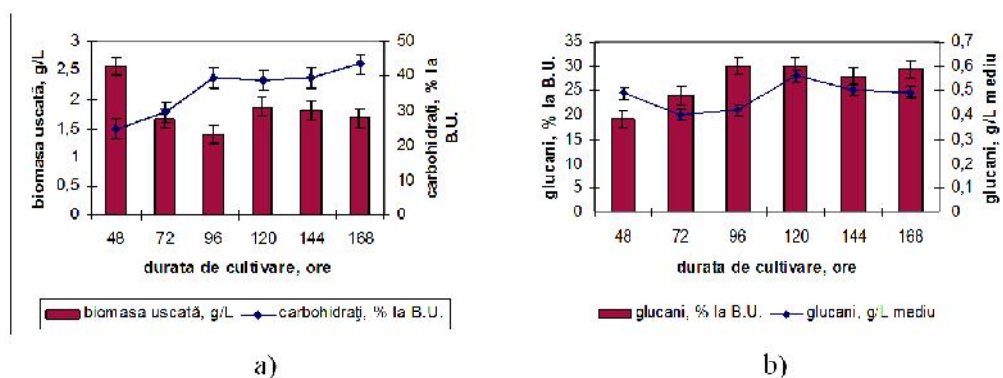 biomasa uscată, g/L
3
2,5
2
1,5
1
0,5
0
50
40
30
20
10
0
carbohidraţi, % la
B.U.
48 72 96 120 144 168
durata de cultivare, ore
biomasa uscată, g/L carbohidraţi, % la B.U.
a)
glucani, % la B.U.
35
30
25
20
15
10
5
0
0,7
0,6
0,5
0,4
0,3
0,2
0,1
0
glucani, g/L mediu
48 72 96 120 144 168
durata de cultivare, ore
glucani, % la B.U. glucani, g/L mediu
b)